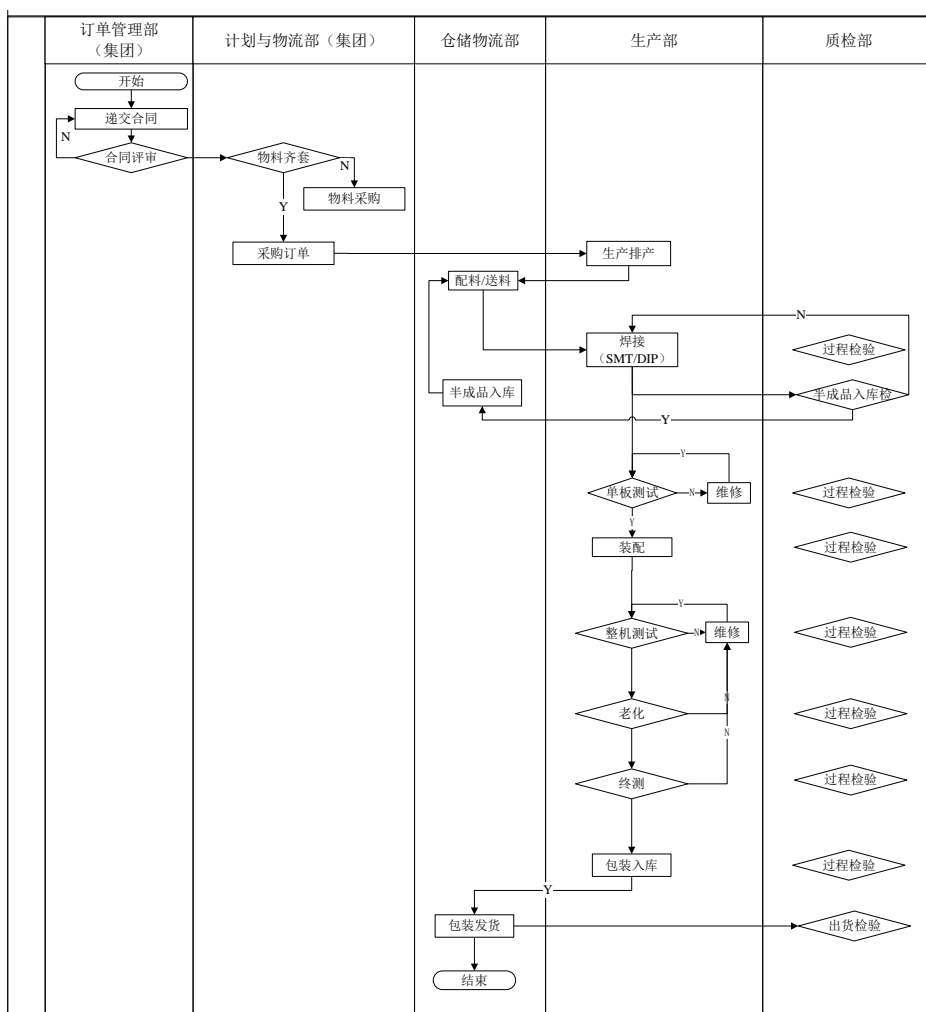 订单管理部
（集团）
计划与物流部（集团）
仓储物流部
生产部
质检部
开始
递交合同
N
合同评审
物料齐套
N
物料采购
Y
采购订单
生产排产
配料/送料
N
焊接
（SMT/DIP）
过程检验
半成品入库
半成品入库检
Y
Y
单板测试
N
维修
过程检验
Y
装配
过程检验
Y
整机测试
N
维修
过程检验
N
老化
过程检验
N
终测
过程检验
包装入库
过程检验
Y
包装发货
出货检验
结束